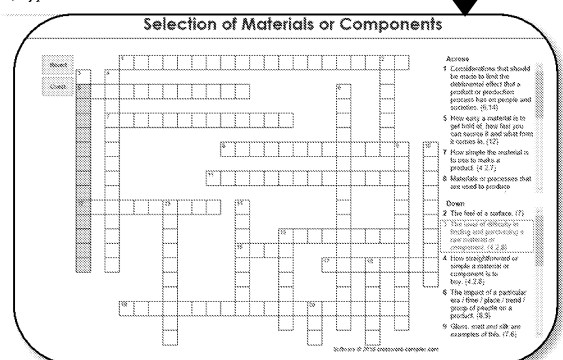 Selection of Materials or Components
Reset
Check
Across
1 Considerations that should
be made to limit the
detrimental effect that a
product or production
process has on people and
societies. (6,14)
5 How easy a material is to
get hold of, how fast you
can source it and what form
it comes in. (12)
7 How simple the material is
to use to make a
product. (4,2,7)
8 Materials or processes that
are used to produce
Down
2 The feel of a surface. (7)
3 The level of difficulty in
finding and purchasing a
raw material or
component. (4,2,8)
4 How straightforward or
simple a material or
component is to
buy. (4,2,8)
6 The impact of a particular
era / time / place / trend /
group of people on a
product. (8,9)
9 Gloss, matt and silk are
examples of this. (7,6)